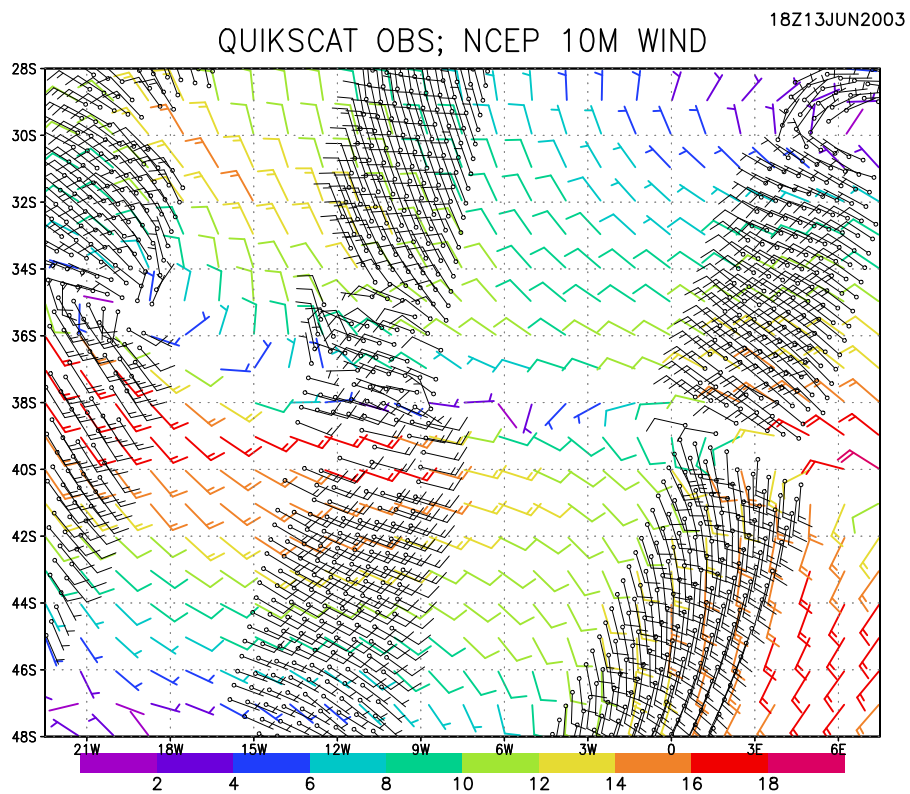 18Z13JUN2003
QUIKSCAT OBS; NCEP 10M WIND
28S
30S
32S
34S
36S
38S
40S
42S
44S
46S
48S
21W 18W 15W 12W 9W 6W 3W 0 3E 6E
2 4 6 8 10 12 14 16 18